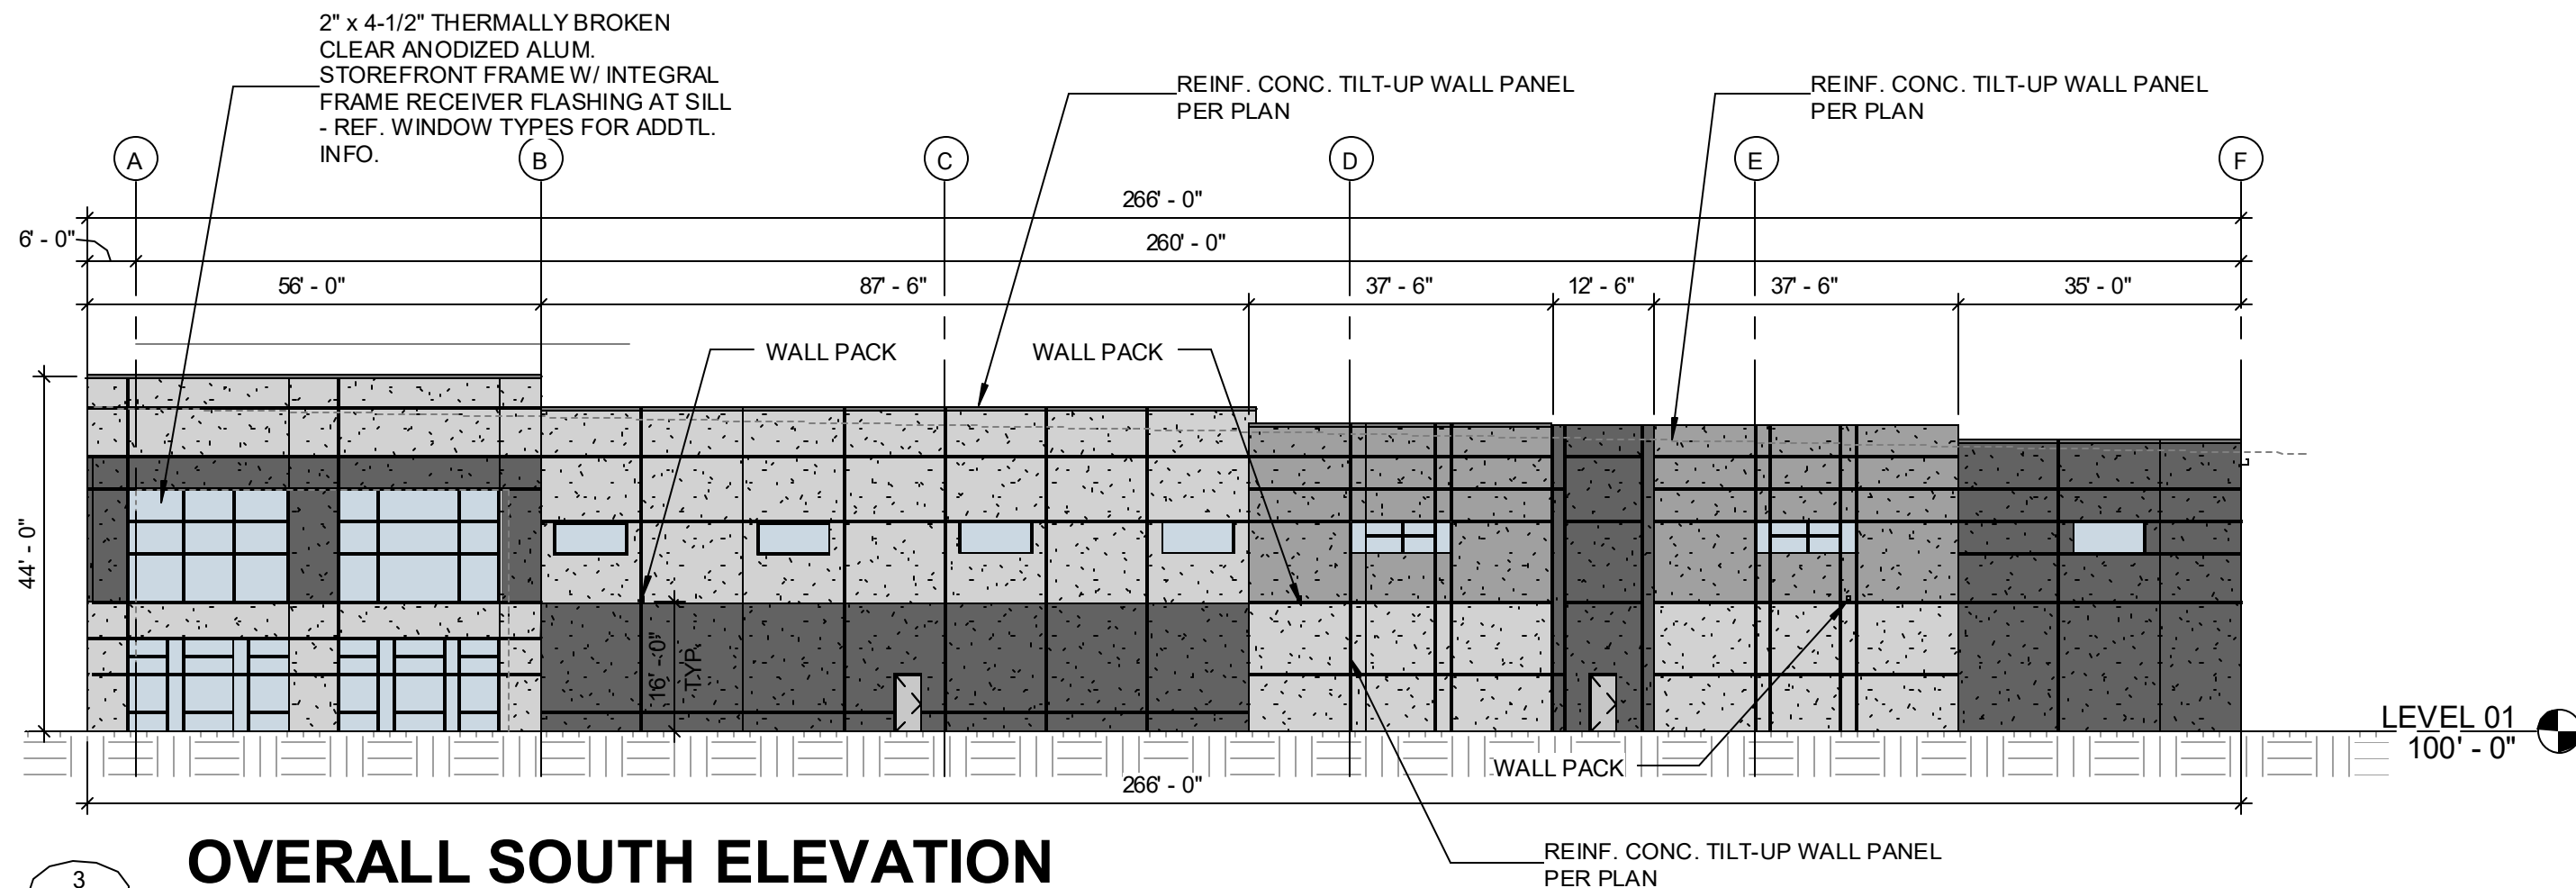 2" x 4-1/2" THERMALLY BROKEN
CLEAR ANODIZED ALUM.
STOREFRONT FRAME W/ INTEGRAL
FRAME RECEIVER FLASHING AT SILL
- REF. WINDOW TYPES FOR ADDTL.
INFO.
REINF. CONC. TILT-UP WALL PANEL
PER PLAN
REINF. CONC. TILT-UP WALL PANEL
PER PLAN
A
B
C
D
E
F
266' - 0"
6' - 0"
260' - 0"
56' - 0"
87' - 6"
37' - 6"
12' - 6"
37' - 6"
35' - 0"
WALL PACK
WALL PACK
44' - 0"
16' - 0"
TYP.
LEVEL 01
100' - 0"
WALL PACK
266' - 0"
OVERALL SOUTH ELEVATION
3
REINF. CONC. TILT-UP WALL PANEL
PER PLAN